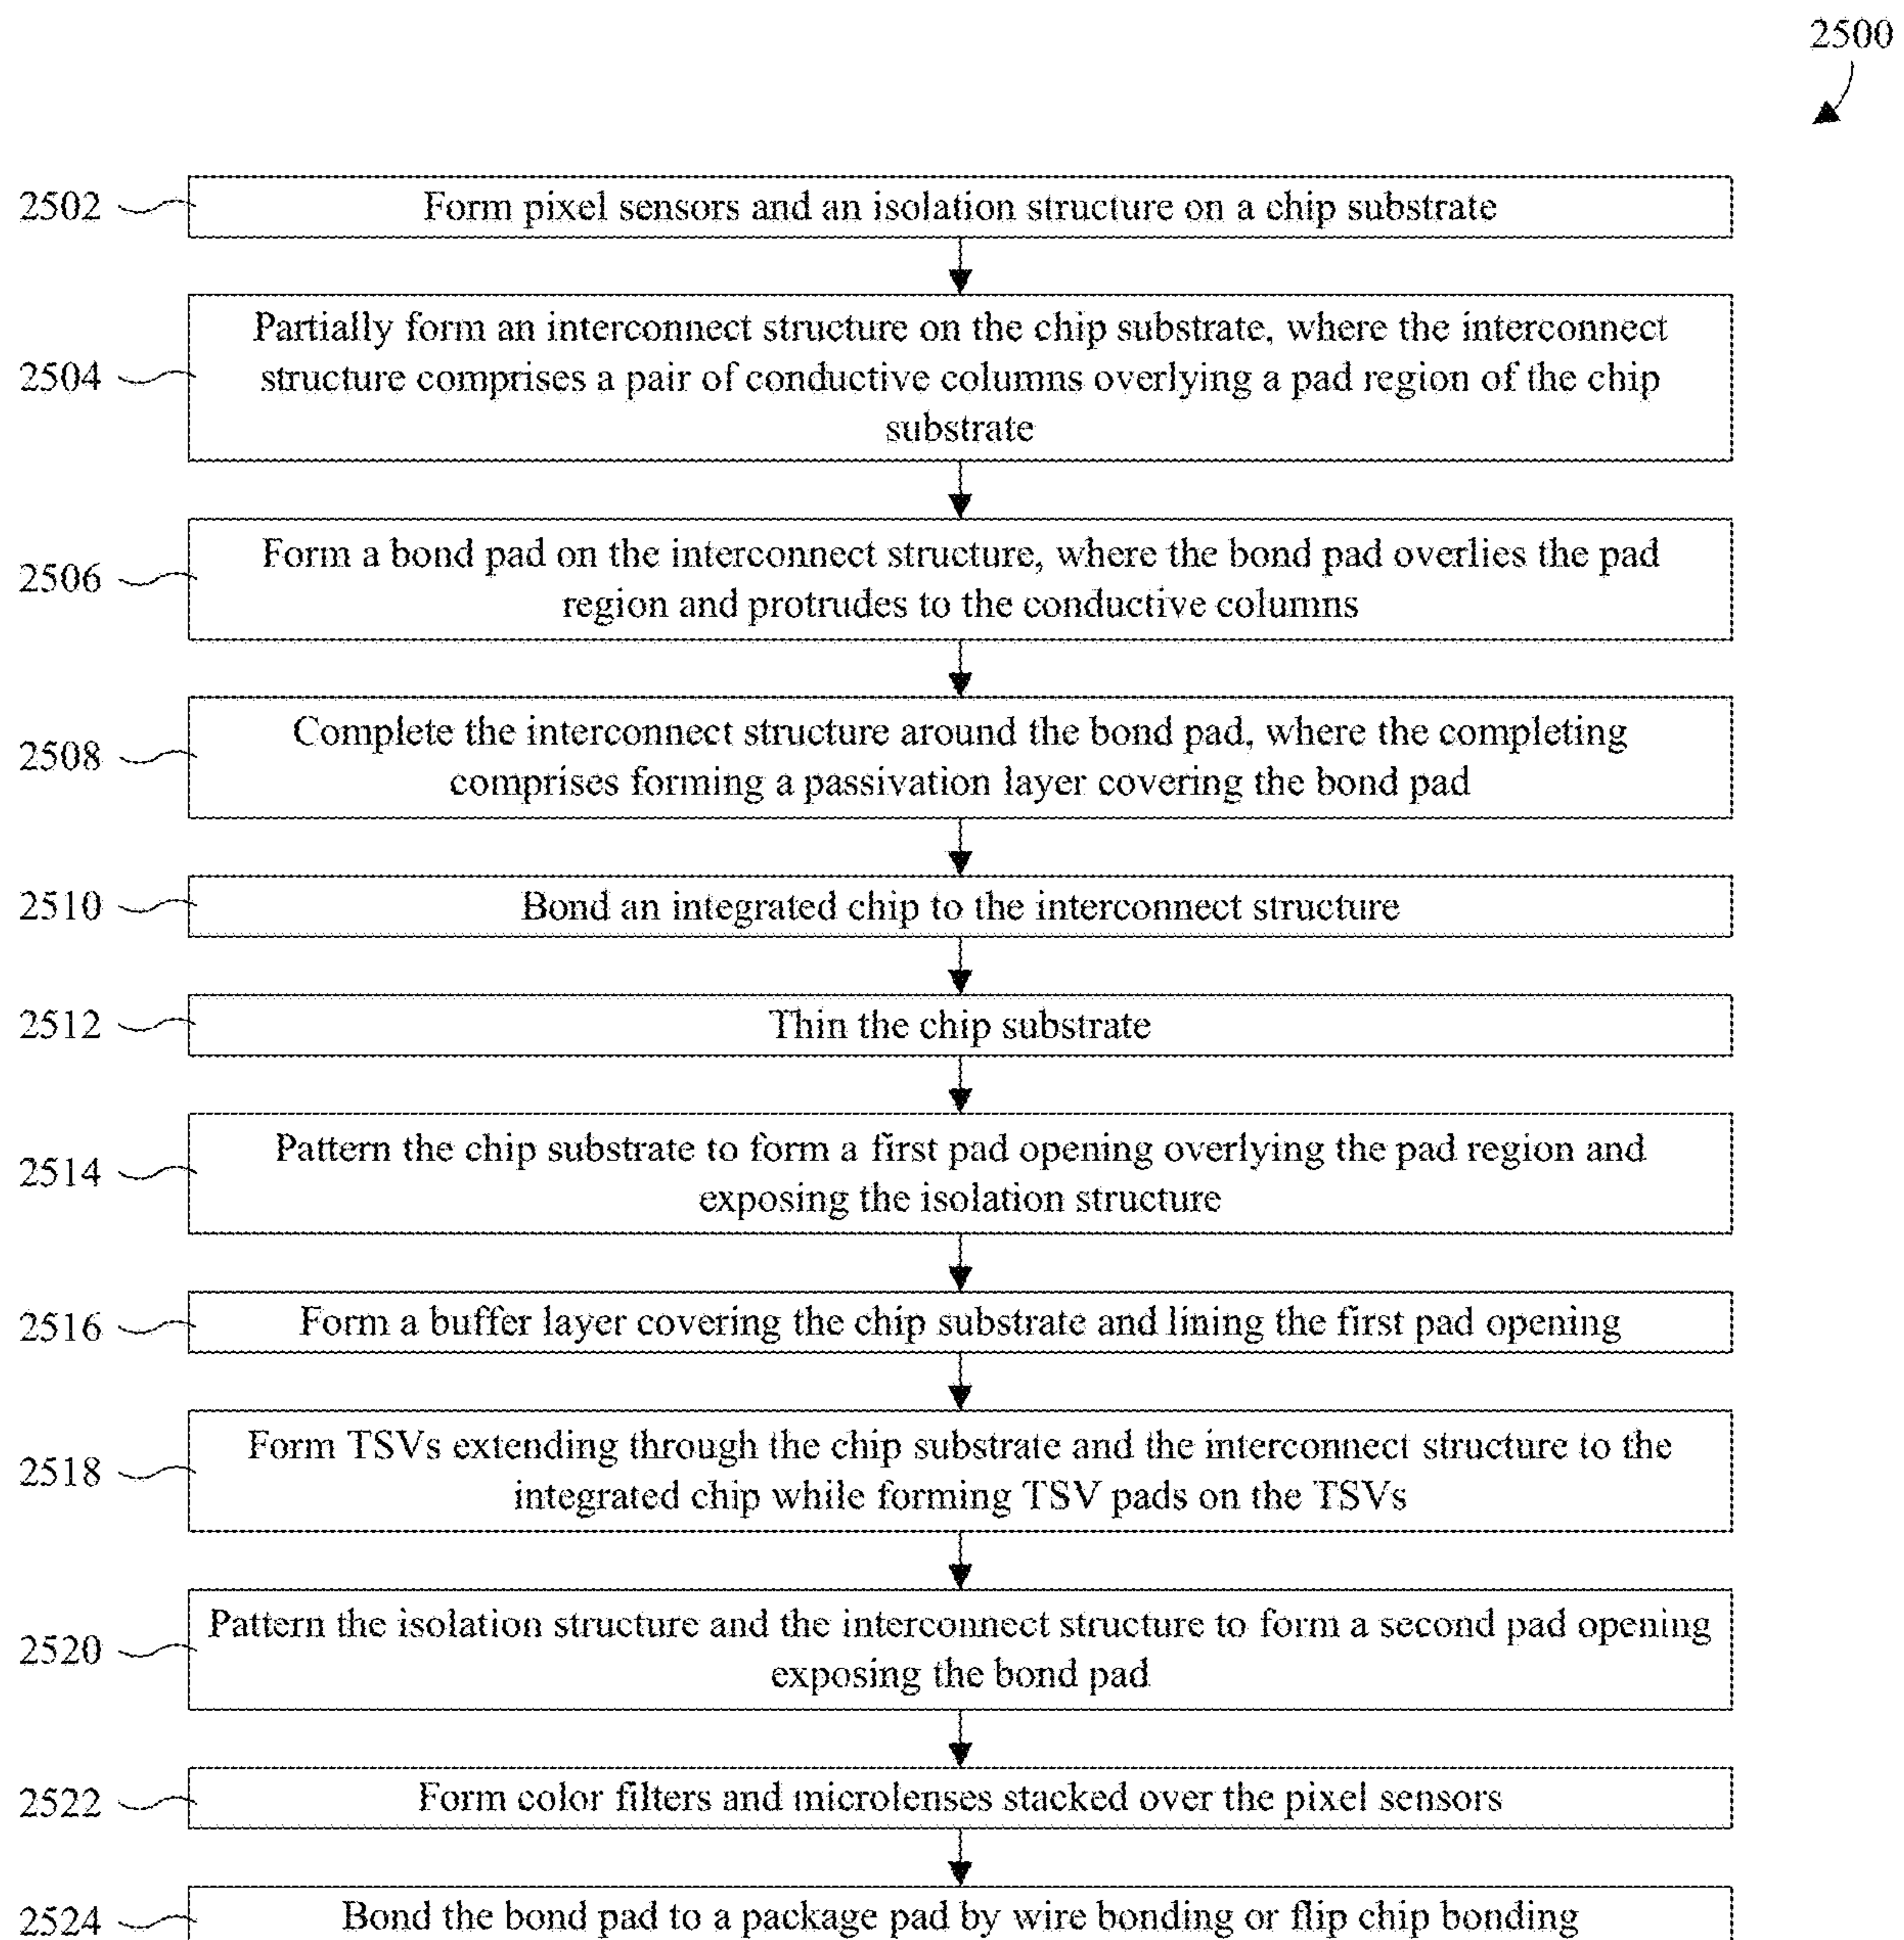 2500
2502
Form pixel sensors and an isolation structure on a chip substrate
2504
Partially form an interconnect structure on the chip substrate, where the interconnect
structure comprises a pair of conductive columns overlying a pad region of the chip
substrate
2506
Form a bond pad on the interconnect structure, where the bond pad overlies the pad
region and protrudes to the conductive columns
2508
Complete the interconnect structure around the bond pad, where the completing
comprises forming a passivation layer covering the bond pad
2510
Bond an integrated chip to the interconnect structure
2512
Thin the chip substrate
2514
Pattern the chip substrate to form a first pad opening overlying the pad region and
exposing the isolation structure
2516
Form a buffer layer covering the chip substrate and lining the first pad opening
2518
Form TSVs extending through the chip substrate and the interconnect structure to the
integrated chip while forming TSV pads on the TSVs
2520
Pattern the isolation structure and the interconnect structure to form a second pad opening
exposing the bond pad
2522
Form color filters and microlenses stacked over the pixel sensors
2524
Bond the bond pad to a package pad by wire bonding or flip chip bonding